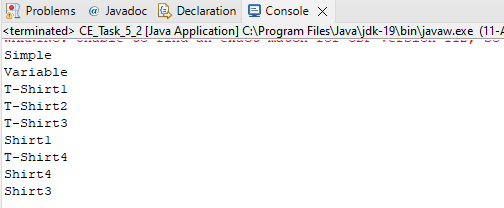 Problems @ Javadoc Declaration Console
<terminated> CE_Task_5_2 [Java Application] C:\Program Files\Java\jdk-19\bin\javaw.exe (11-A
Simple
Variable
T-Shirt1
T-Shirt2
T-Shirt3
Shirt1
T-Shirt4
Shirt4
Shirt3